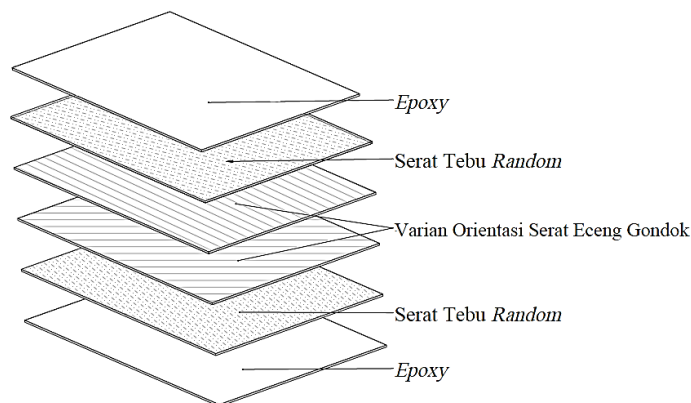 Epoxy
Serat Tebu Random
Varian Orientasi Serat Eceng Gondok
Serat Tebu Random
Epoxy